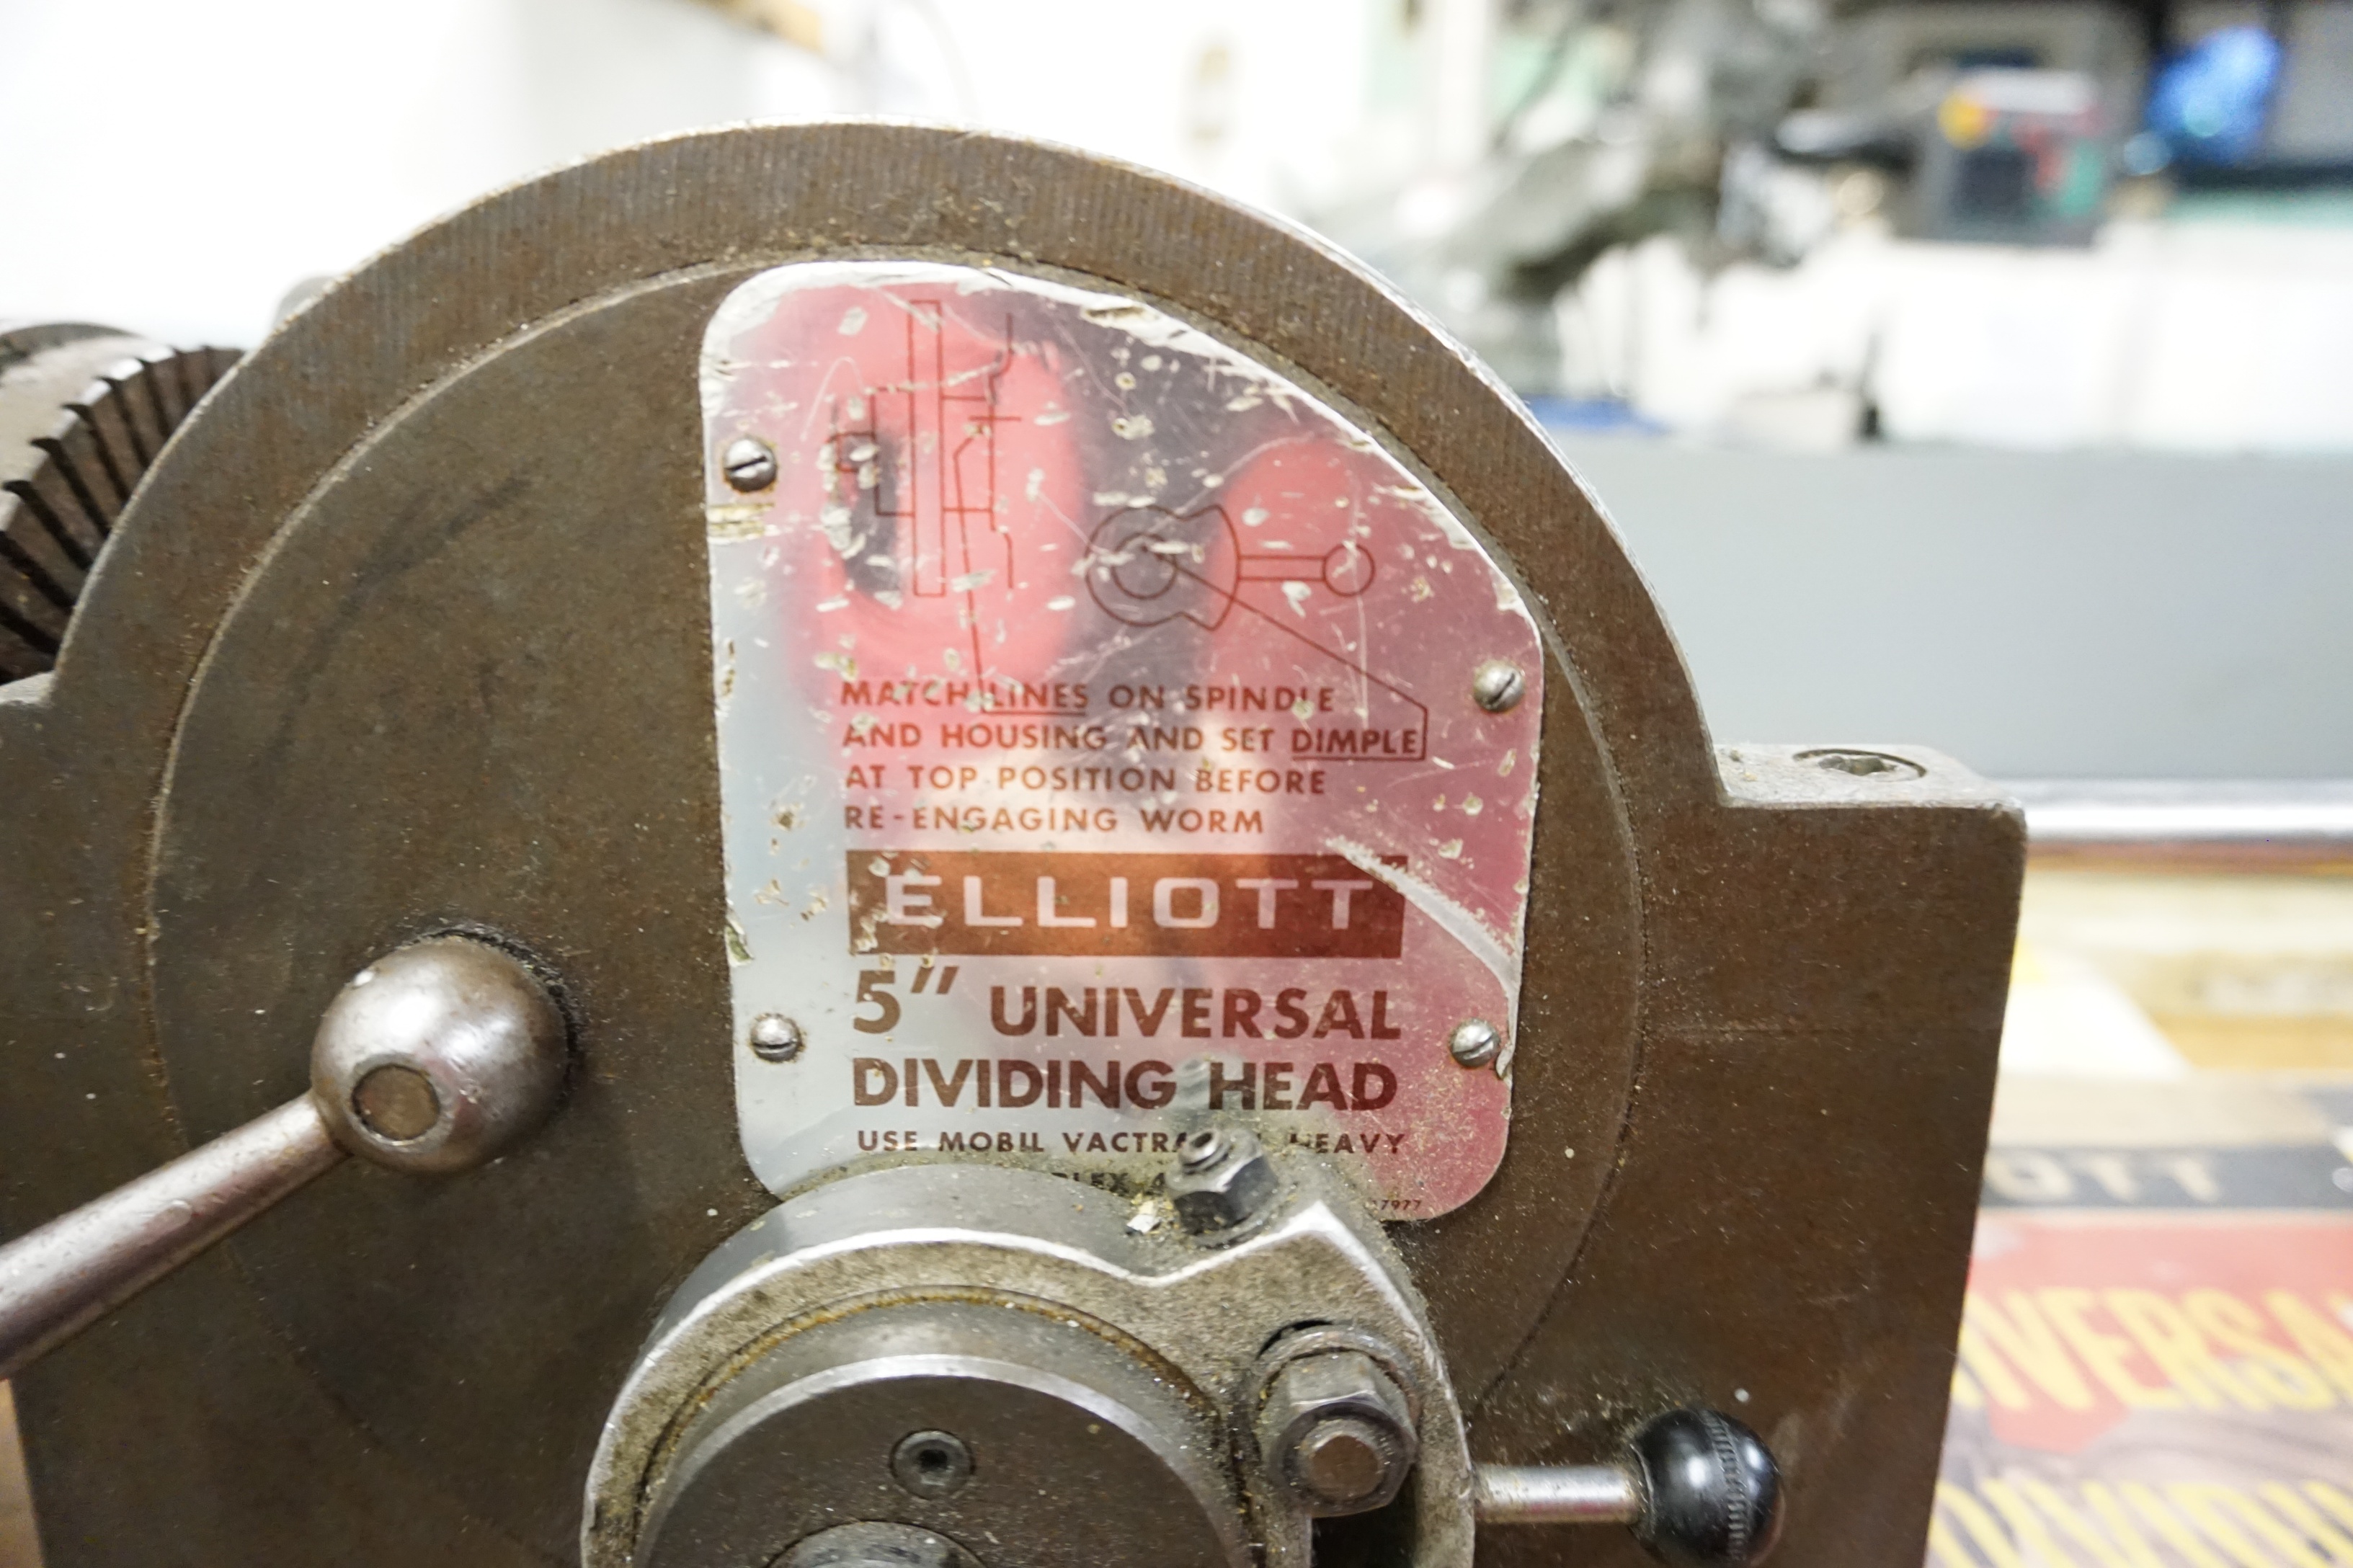 MATCH LINES ON SPINDLE
AND HOUSING AND SET DIMPLE
AT TOP POSITION BEFORE
RE-ENGAGING WORM
ELLIOTT
5" UNIVERSAL
DIVIDING HEAD
USE MOBIL HEAVY